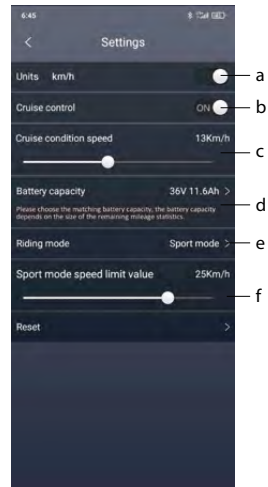 6:45
< Settings
Units km/h a
Cruise control ON b
Cruise condition speed 13Km/h
c
Battery capacity 36V 11.6Ah >
Please choose the matching battery capacity, the battery capacity d
depends on the size of the remaining mileage statistics.
Riding mode Sport mode > e
Sport mode speed limit value 25Km/h
f
Reset >